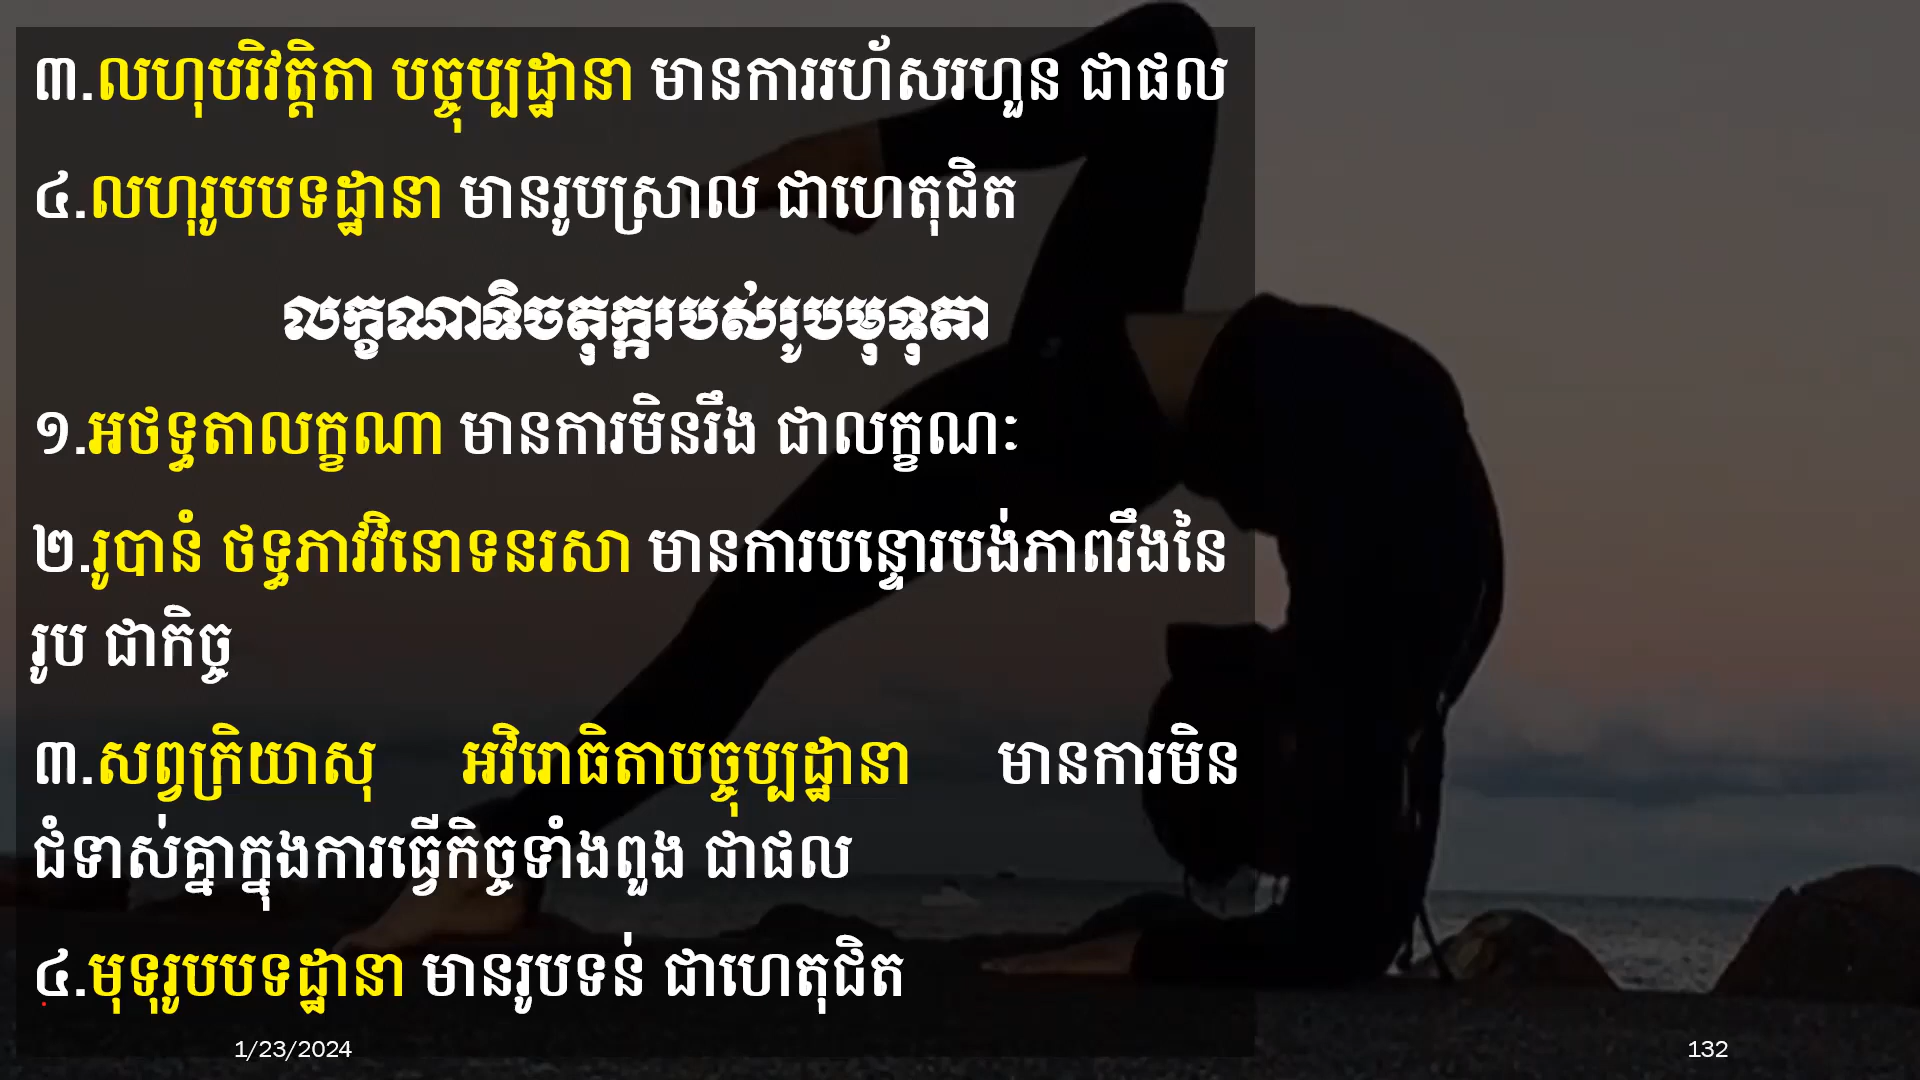 ៣.លហុបរិវត្តិតា បច្ចុប្បដ្ឋានា មានការរហ័សរហួន ជាផល
៤.លហុរូបបទដ្ឋានា មានរូបស្រាល ជាហេតុជិត
លក្ខណាទិចតុក្ករបស់រូបមុទុតា
១.អថទ្ធតាលក្ខណា មានការមិនរឹង ជាលក្ខណៈ
២.រូបានំ ថទ្ធភាវវិនោទនរសា មានការបន្ទោរបង់ភាពរឹងនៃ
រូប ជាកិច្ច
៣.សព្វក្រិយាសុ អវិរោធិតាបច្ចុប្បដ្ឋានា មានការមិន
ជំទាស់គ្នាក្នុងការធ្វើកិច្ចទាំងពួង ជាផល
៤.មុទុរូបបទដ្ឋានា មានរូបទន់ ជាហេតុជិត
1/23/2024
132